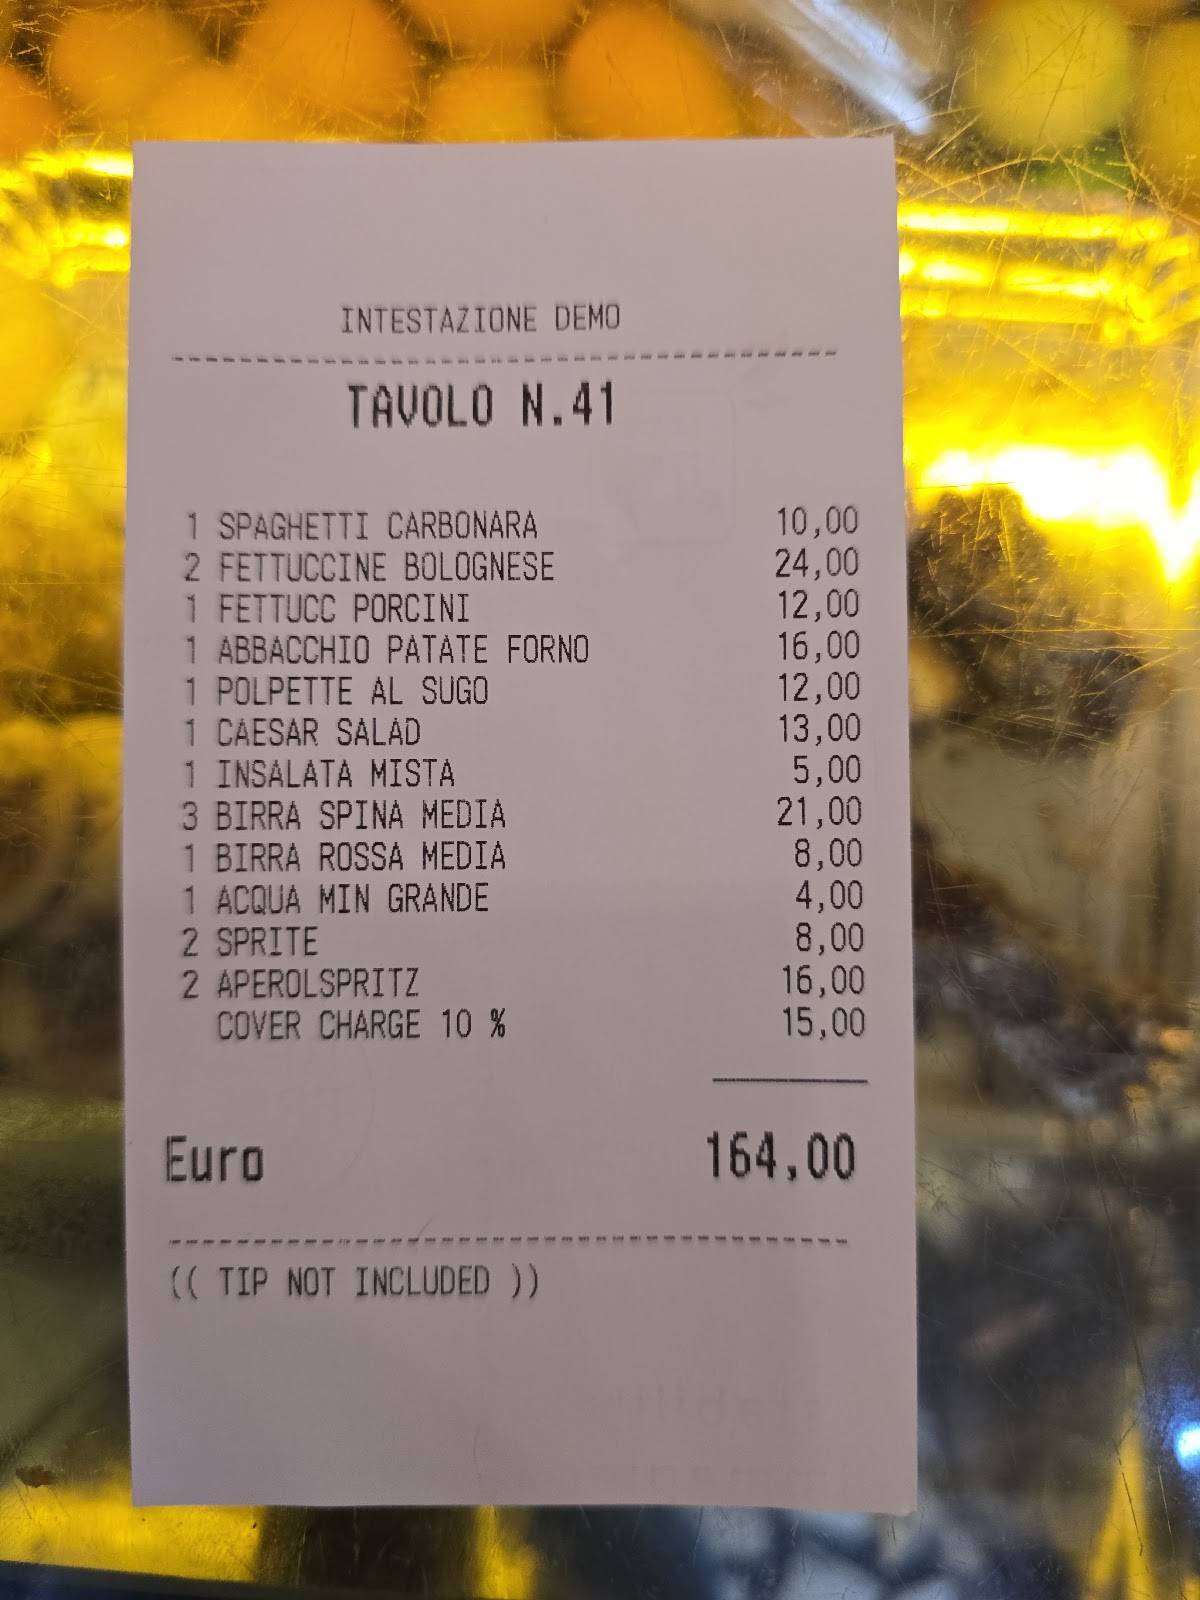 INTESTAZIONE DEMO
TAVOLO N.41
1 SPAGHETTI CARBONARA 10,00
2 FETTUCCINE BOLOGNESE 24,00
1 FETTUCC PORCINI 12,00
1 ABBACCHIO PATATE FORNO 16,00
1 POLPETTE AL SUGO 12,00
1 CAESAR SALAD 13,00
1 INSALATA MISTA 5,00
3 BIRRA SPINA MEDIA 21,00
1 BIRRA ROSSA MEDIA 8,00
1 ACQUA MIN GRANDE 4,00
2 SPRITE 8,00
2 APEROLSPRITZ 16,00
COVER CHARGE 10 % 15,00
Euro 164,00
(( TIP NOT INCLUDED ))